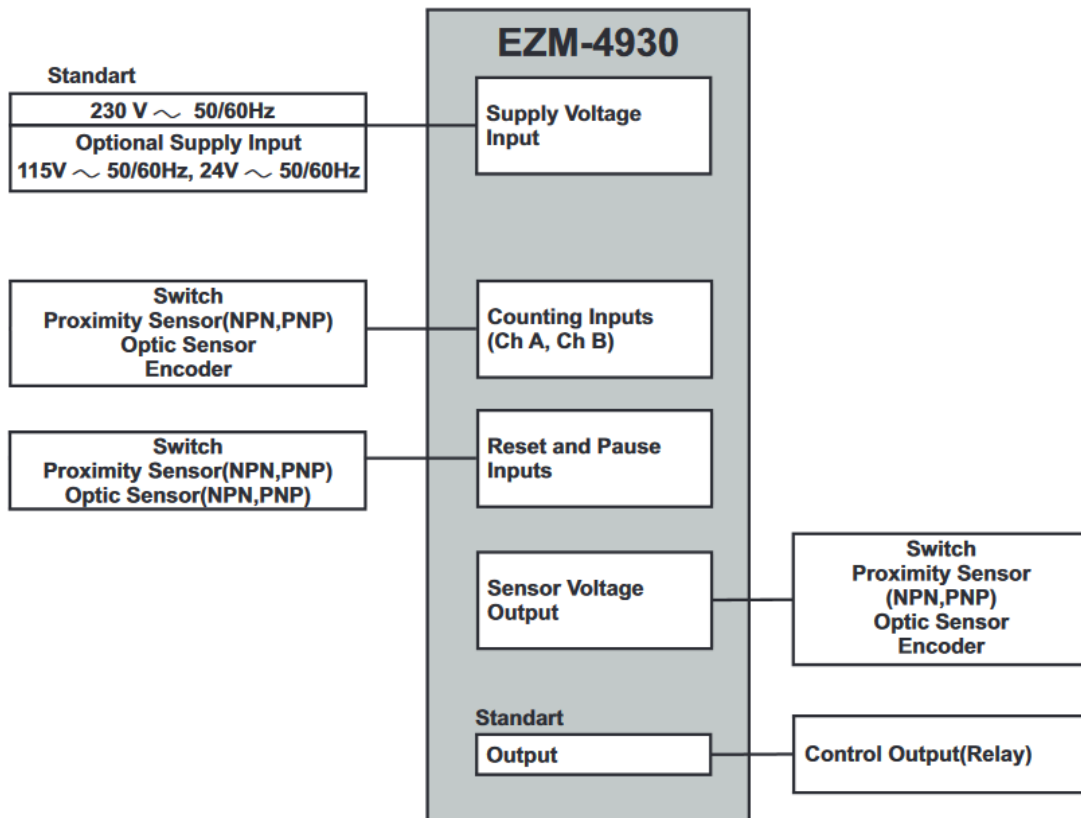 EZM-4930
Standart
230 V ~ 50/60Hz
Optional Supply Input
115V ~ 50/60Hz, 24V ~ 50/60Hz
Supply Voltage
Input
Switch
Proximity Sensor(NPN,PNP)
Optic Sensor
Encoder
Counting Inputs
(Ch A, Ch B)
Switch
Proximity Sensor(NPN,PNP)
Optic Sensor(NPN,PNP)
Reset and Pause
Inputs
Sensor Voltage
Output
Switch
Proximity Sensor
(NPN,PNP)
Optic Sensor
Encoder
Standart
Output
Control Output(Relay)